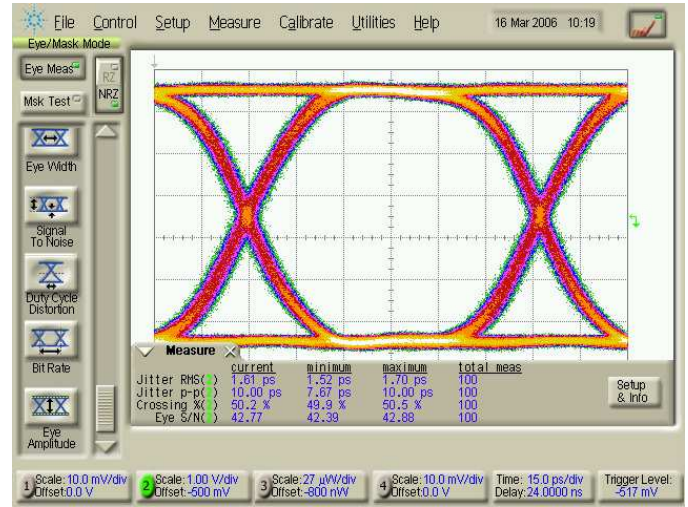 File Control Setup Measure Calibrate Utilities Help 16 Mar 2006 10:19
Eye/Mask Mode
Eye Meas
RZ
NRZ
Msk Test
Eye Width
Signal
To Noise
Duty Cycle
Distortion
Bit Rate
Eye
Amplitude
Measure
current minimum maximum total meas
Jitter RMS(2) 1.61 ps 1.52 ps 1.70 ps 100
Jitter p-p(2) 10.00 ps 7.67 ps 10.00 ps 100
Crossing %(2) 50.2 % 49.9 % 50.5 % 100
Eye S/N(2) 42.77 42.39 42.88 100
Setup
& Info
1 Scale: 10.0 mV/div
Offset: 0.0 V
2 Scale: 1.00 V/div
Offset: -500 mV
3 Scale: 27 µW/div
Offset: -800 nW
4 Scale: 10.0 mV/div
Offset: 0.0 V
Time: 15.0 ps/div
Delay: 24.0000 ns
Trigger Level:
-517 mV